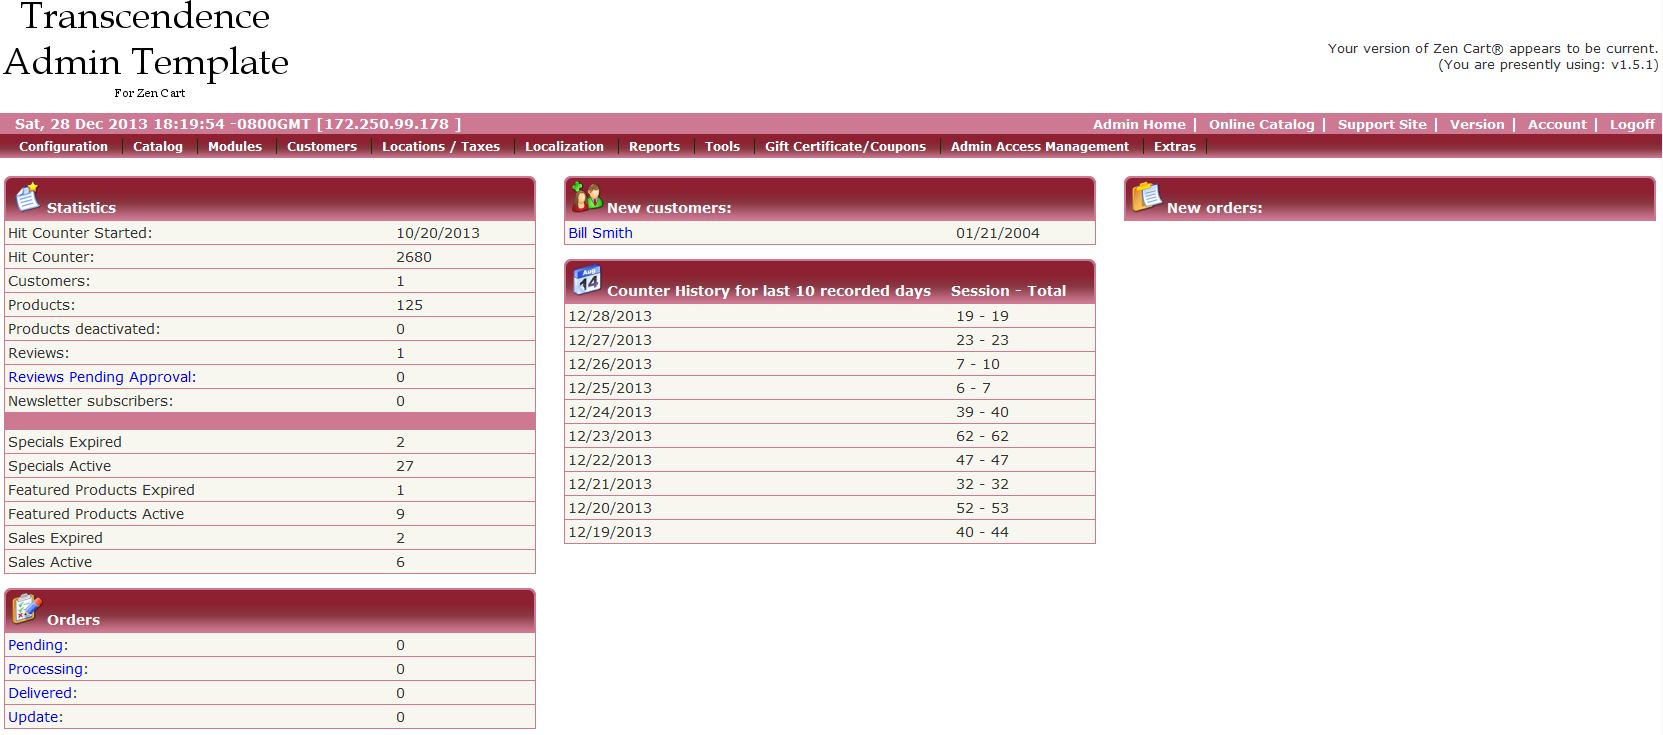 Transcendence
Admin Template
For Zen Cart
Your version of Zen Cart® appears to be current.
(You are presently using: v1.5.1)
Sat, 28 Dec 2013 18:19:54 -0800GMT [172.250.99.178 ]
Admin Home | Online Catalog | Support Site | Version | Account | Logoff
Configuration | Catalog | Modules | Customers | Locations / Taxes | Localization | Reports | Tools | Gift Certificate/Coupons | Admin Access Management | Extras |
Statistics
Hit Counter Started: 10/20/2013
Hit Counter: 2680
Customers: 1
Products: 125
Products deactivated: 0
Reviews: 1
Reviews Pending Approval: 0
Newsletter subscribers: 0
Specials Expired 2
Specials Active 27
Featured Products Expired 1
Featured Products Active 9
Sales Expired 2
Sales Active 6
Orders
Pending: 0
Processing: 0
Delivered: 0
Update: 0
New customers:
Bill Smith 01/21/2004
Aug
14
Counter History for last 10 recorded days Session - Total
12/28/2013 19 - 19
12/27/2013 23 - 23
12/26/2013 7 - 10
12/25/2013 6 - 7
12/24/2013 39 - 40
12/23/2013 62 - 62
12/22/2013 47 - 47
12/21/2013 32 - 32
12/20/2013 52 - 53
12/19/2013 40 - 44
New orders: